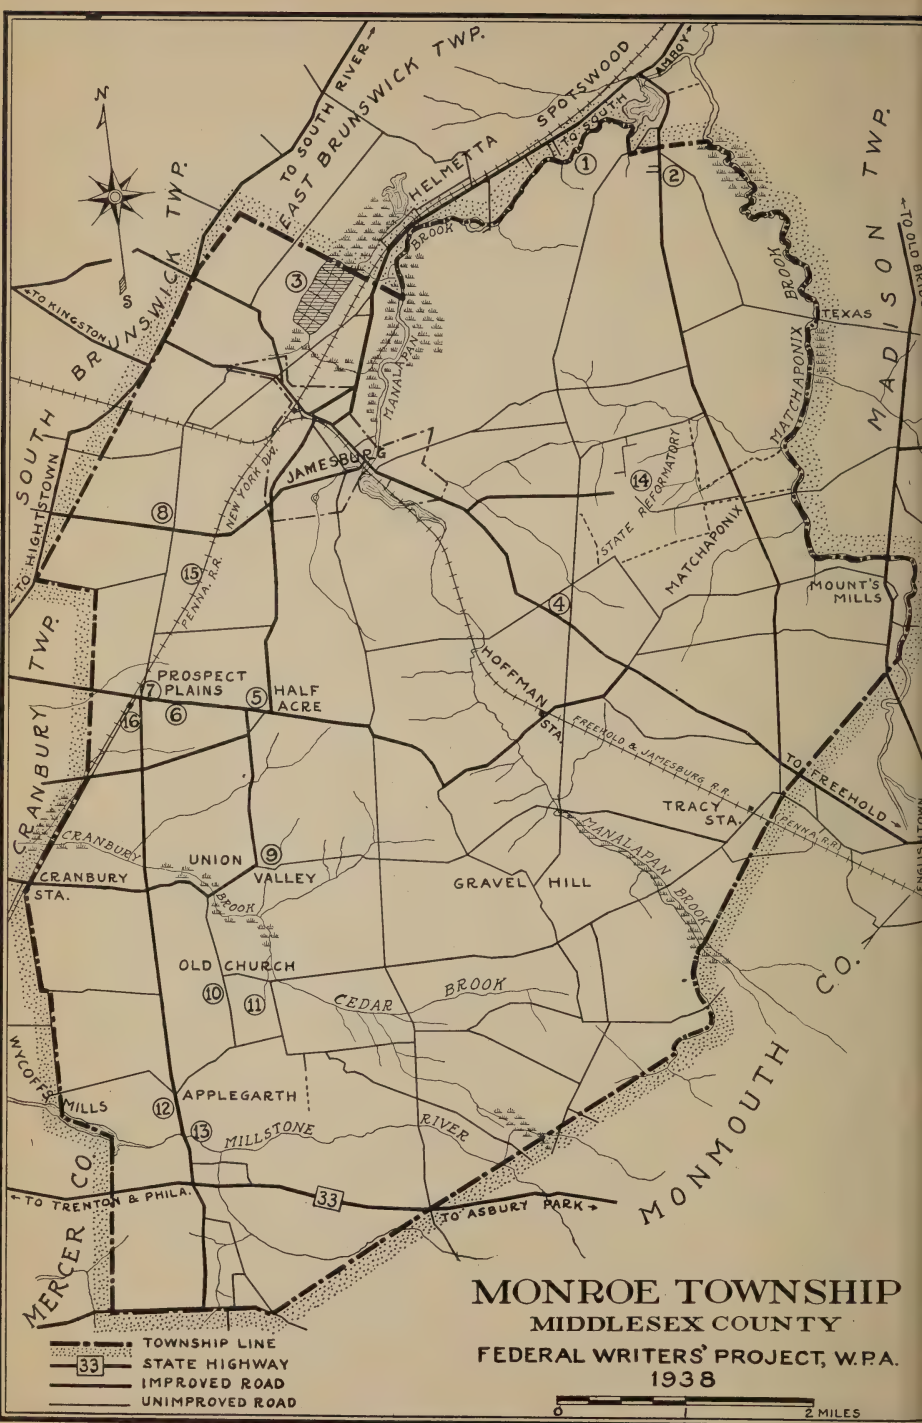 N
S
TO SOUTH RIVER
EAST BRUNSWICK TWP.
SPOTSWOOD
TO SOUTH
AMBOY
HELMETTA
BROOK
1
2
3
SOUTH BRUNSWICK TWP.
TO KINGSTON
MADISON TWP.
TEXAS
MATCHAPONIX BROOK
MANALAPAN
JAMESBURG
NEW YORK DIV.
PENNA R.R.
TO HIGHTSTOWN
8
15
14
STATE REFORMATORY
MATCHAPONIX
MOUNT'S
MILLS
4
CRANBURY TWP.
PROSPECT
PLAINS
7
16
6
5
HALF
ACRE
HOFFMAN
STA.
FREEHOLD & JAMESBURG R.R.
TRACY
STA.
TO FREEHOLD
PENNA R.R.
MANALAPAN BROOK
CRANBURY
BROOK
CRANBURY
STA.
UNION
VALLEY
9
GRAVEL HILL
OLD CHURCH
10
11
CEDAR BROOK
WYCOFFS
MILLS
APPLEGARTH
12
13
MILLSTONE RIVER
TO TRENTON & PHILA.
33
TO ASBURY PARK
MERCER CO.
MONMOUTH CO.
MONROE TOWNSHIP
MIDDLESEX COUNTY
FEDERAL WRITERS' PROJECT, W.P.A.
1938
0 1 2 MILES
TOWNSHIP LINE
33 STATE HIGHWAY
IMPROVED ROAD
UNIMPROVED ROAD